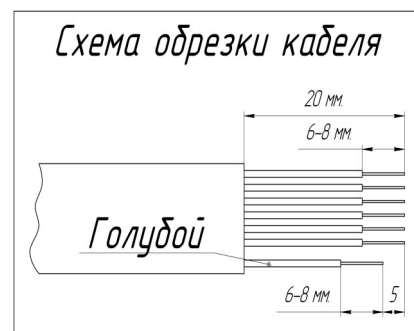 Схема обрезки кабеля
20 мм.
6-8 мм.
Голубой
6-8 мм.
5